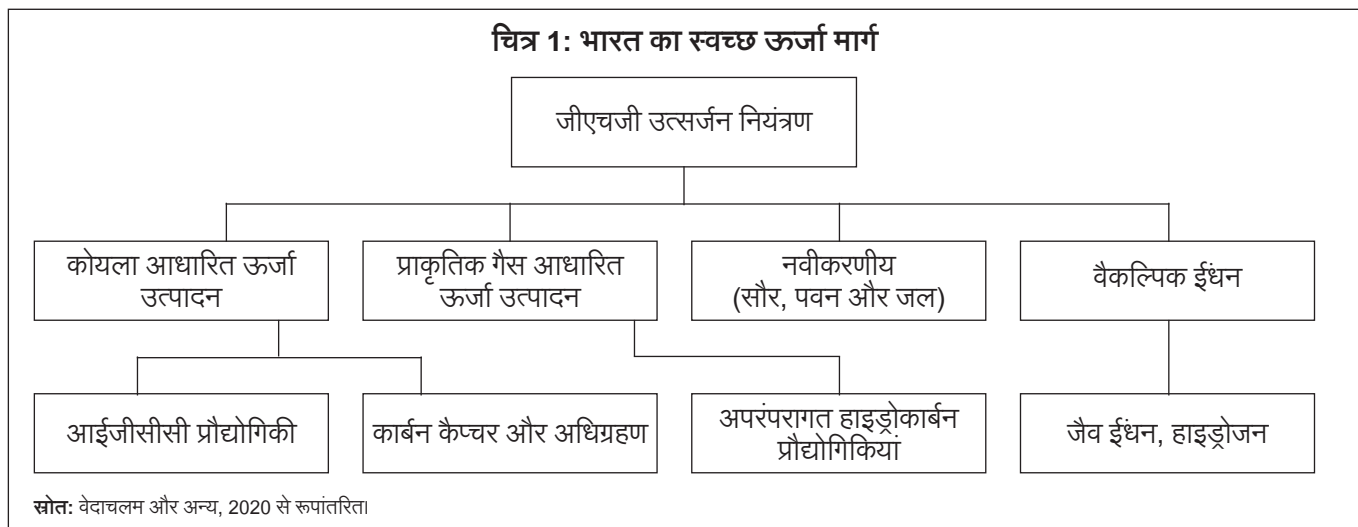 चित्र 1: भारत का स्वच्छ ऊर्जा मार्ग
जीएचजी उत्सर्जन नियंत्रण
कोयला आधारित ऊर्जा
उत्पादन
प्राकृतिक गैस आधारित
ऊर्जा उत्पादन
नवीकरणीय
(सौर, पवन और जल)
वैकल्पिक ईंधन
आईजीसीसी प्रौद्योगिकी
कार्बन कैप्चर और अधिग्रहण
अपरंपरागत हाइड्रोकार्बन
प्रौद्योगिकियां
जैव ईंधन, हाइड्रोजन
स्रोत: वेदाचलम और अन्य, 2020 से रूपांतरित।